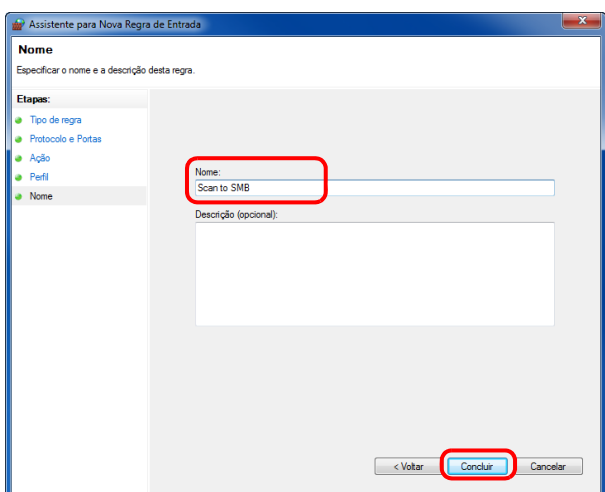 Assistente para Nova Regra de Entrada
Nome
Especificar o nome e a descrição desta regra.
Etapas:
Tipo de regra
Protocolo e Portas
Ação
Perfil
Nome
Nome:
Scan to SMB
Descrição (opcional):
< Voltar Concluir Cancelar